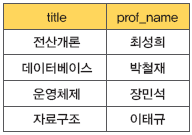 title prof_name
전산개론 최성희
데이터베이스 박철재
운영체제 장민석
자료구조 이태규